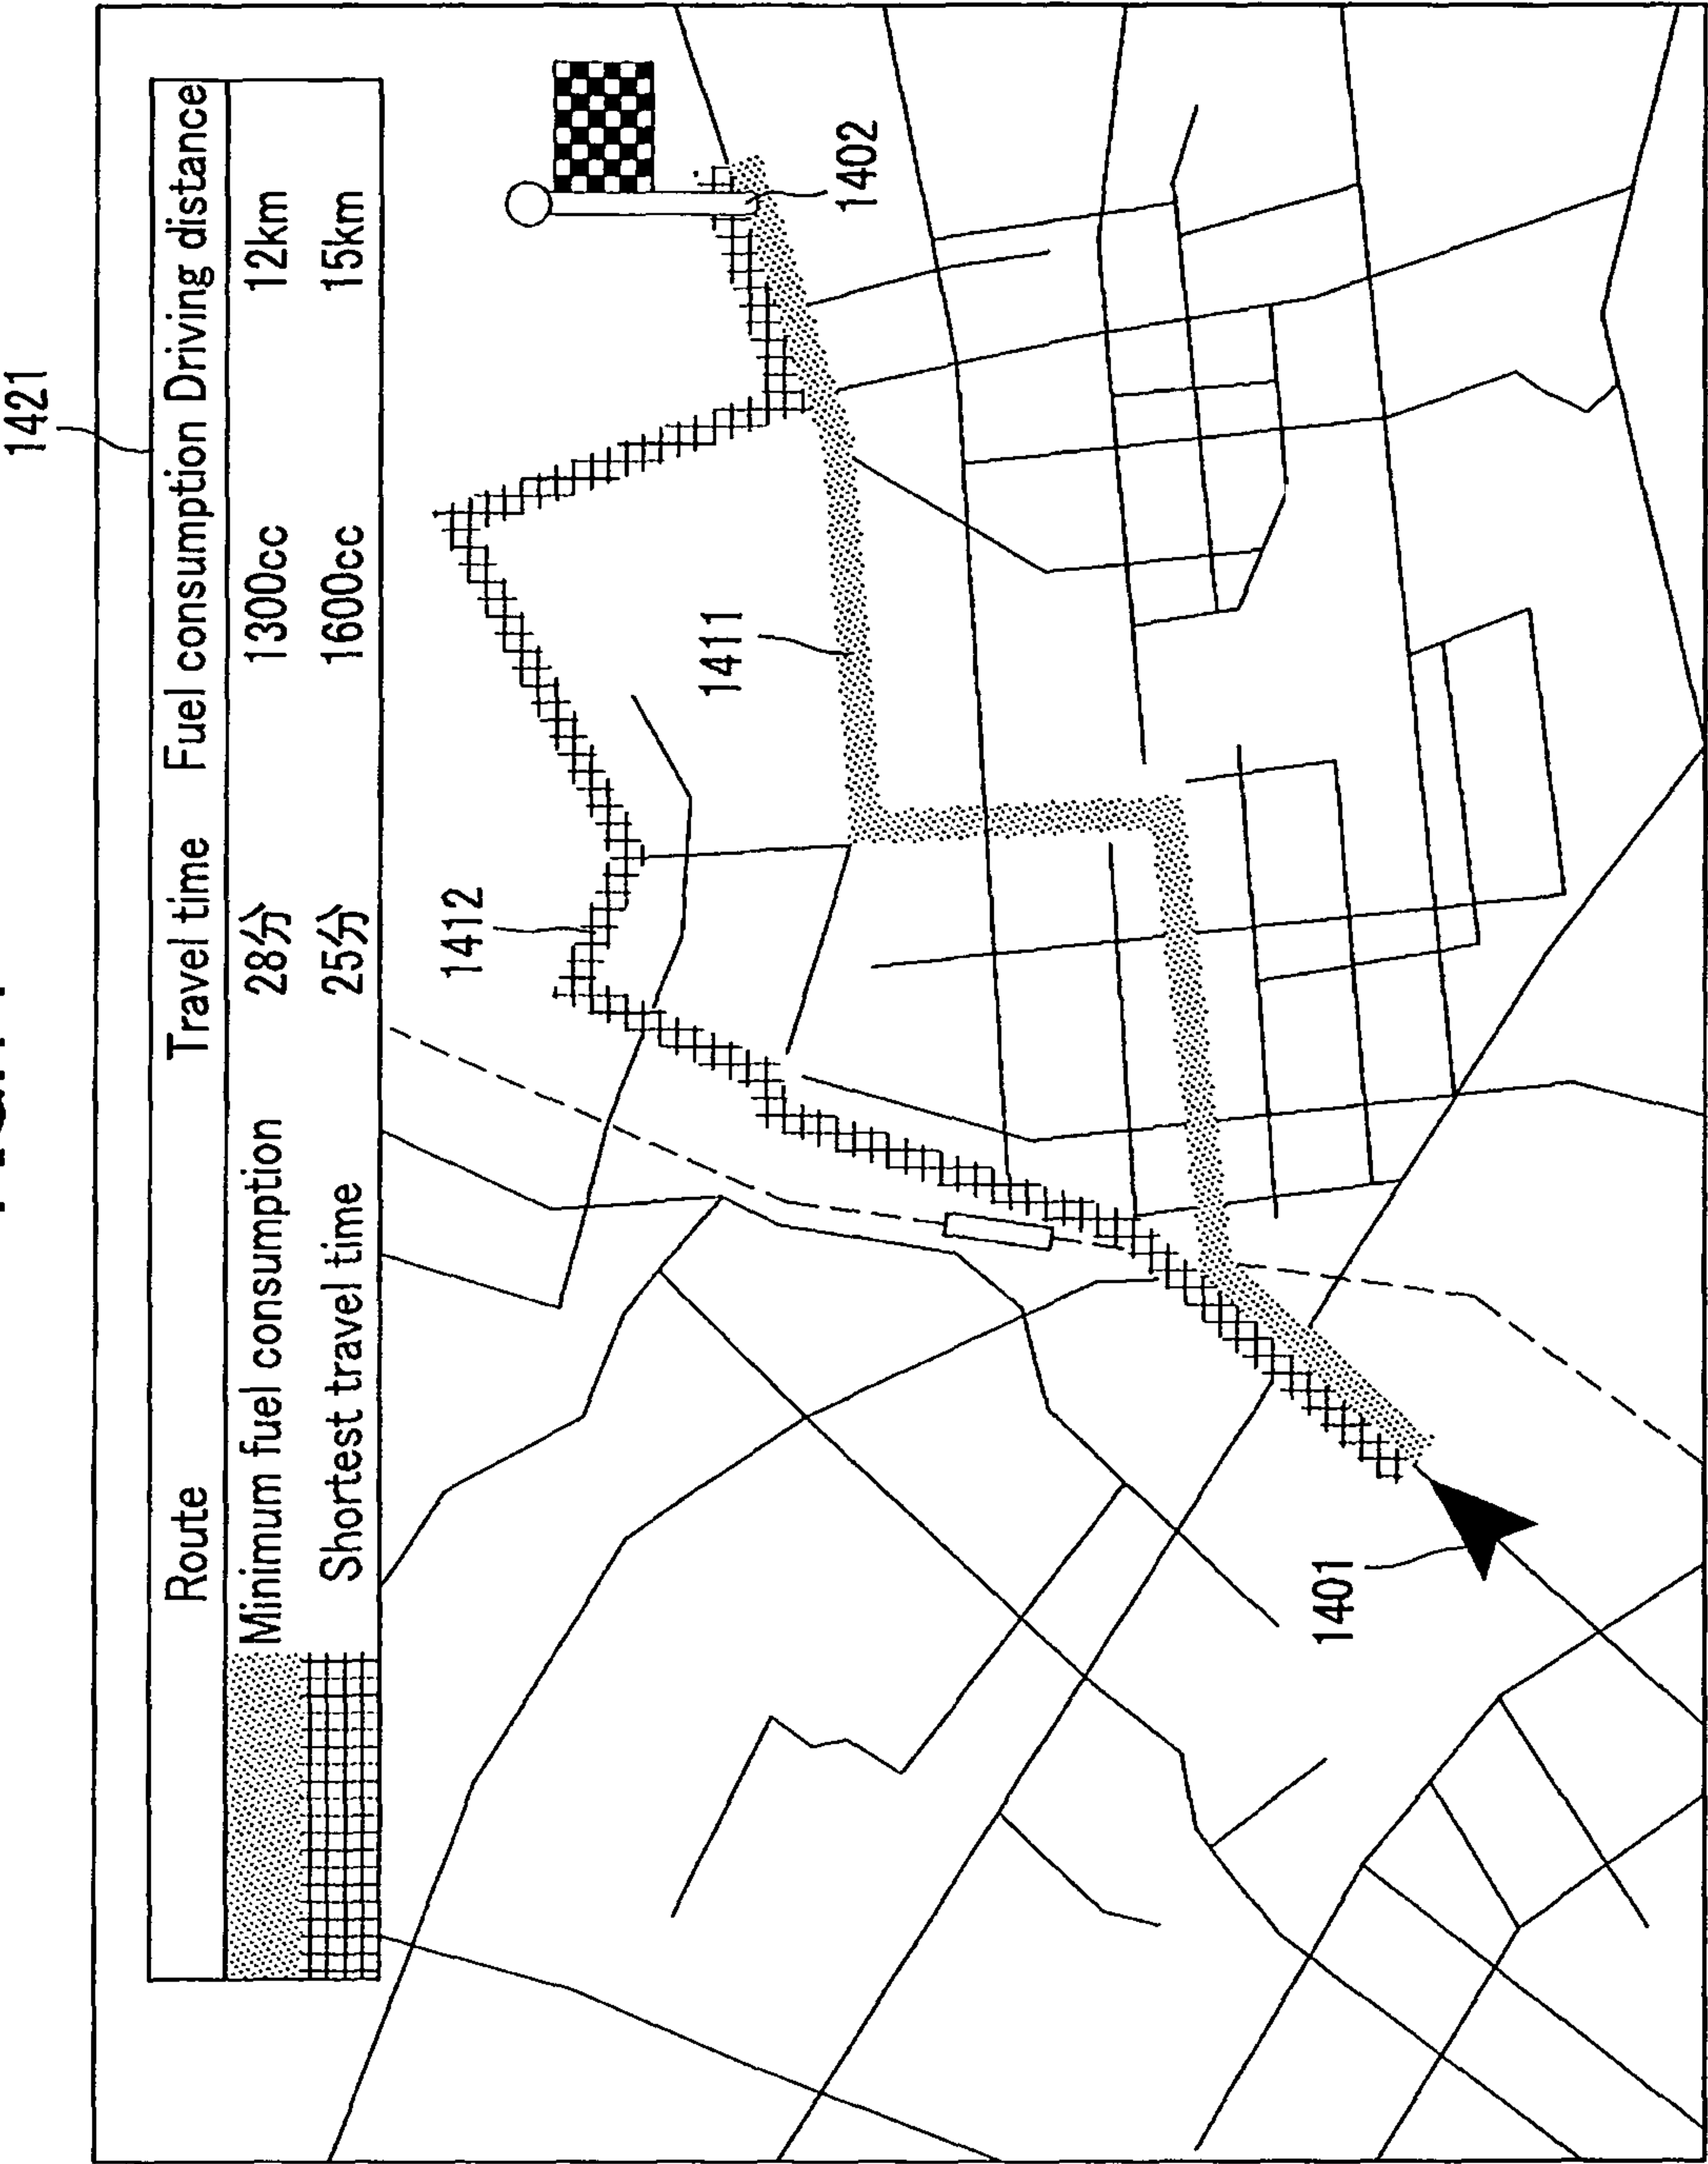 1421
Route Travel time Fuel consumption Driving distance
Minimum fuel consumption 28分 1300cc 12km
Shortest travel time 25分 1600cc 15km
1402
1412
1411
1401